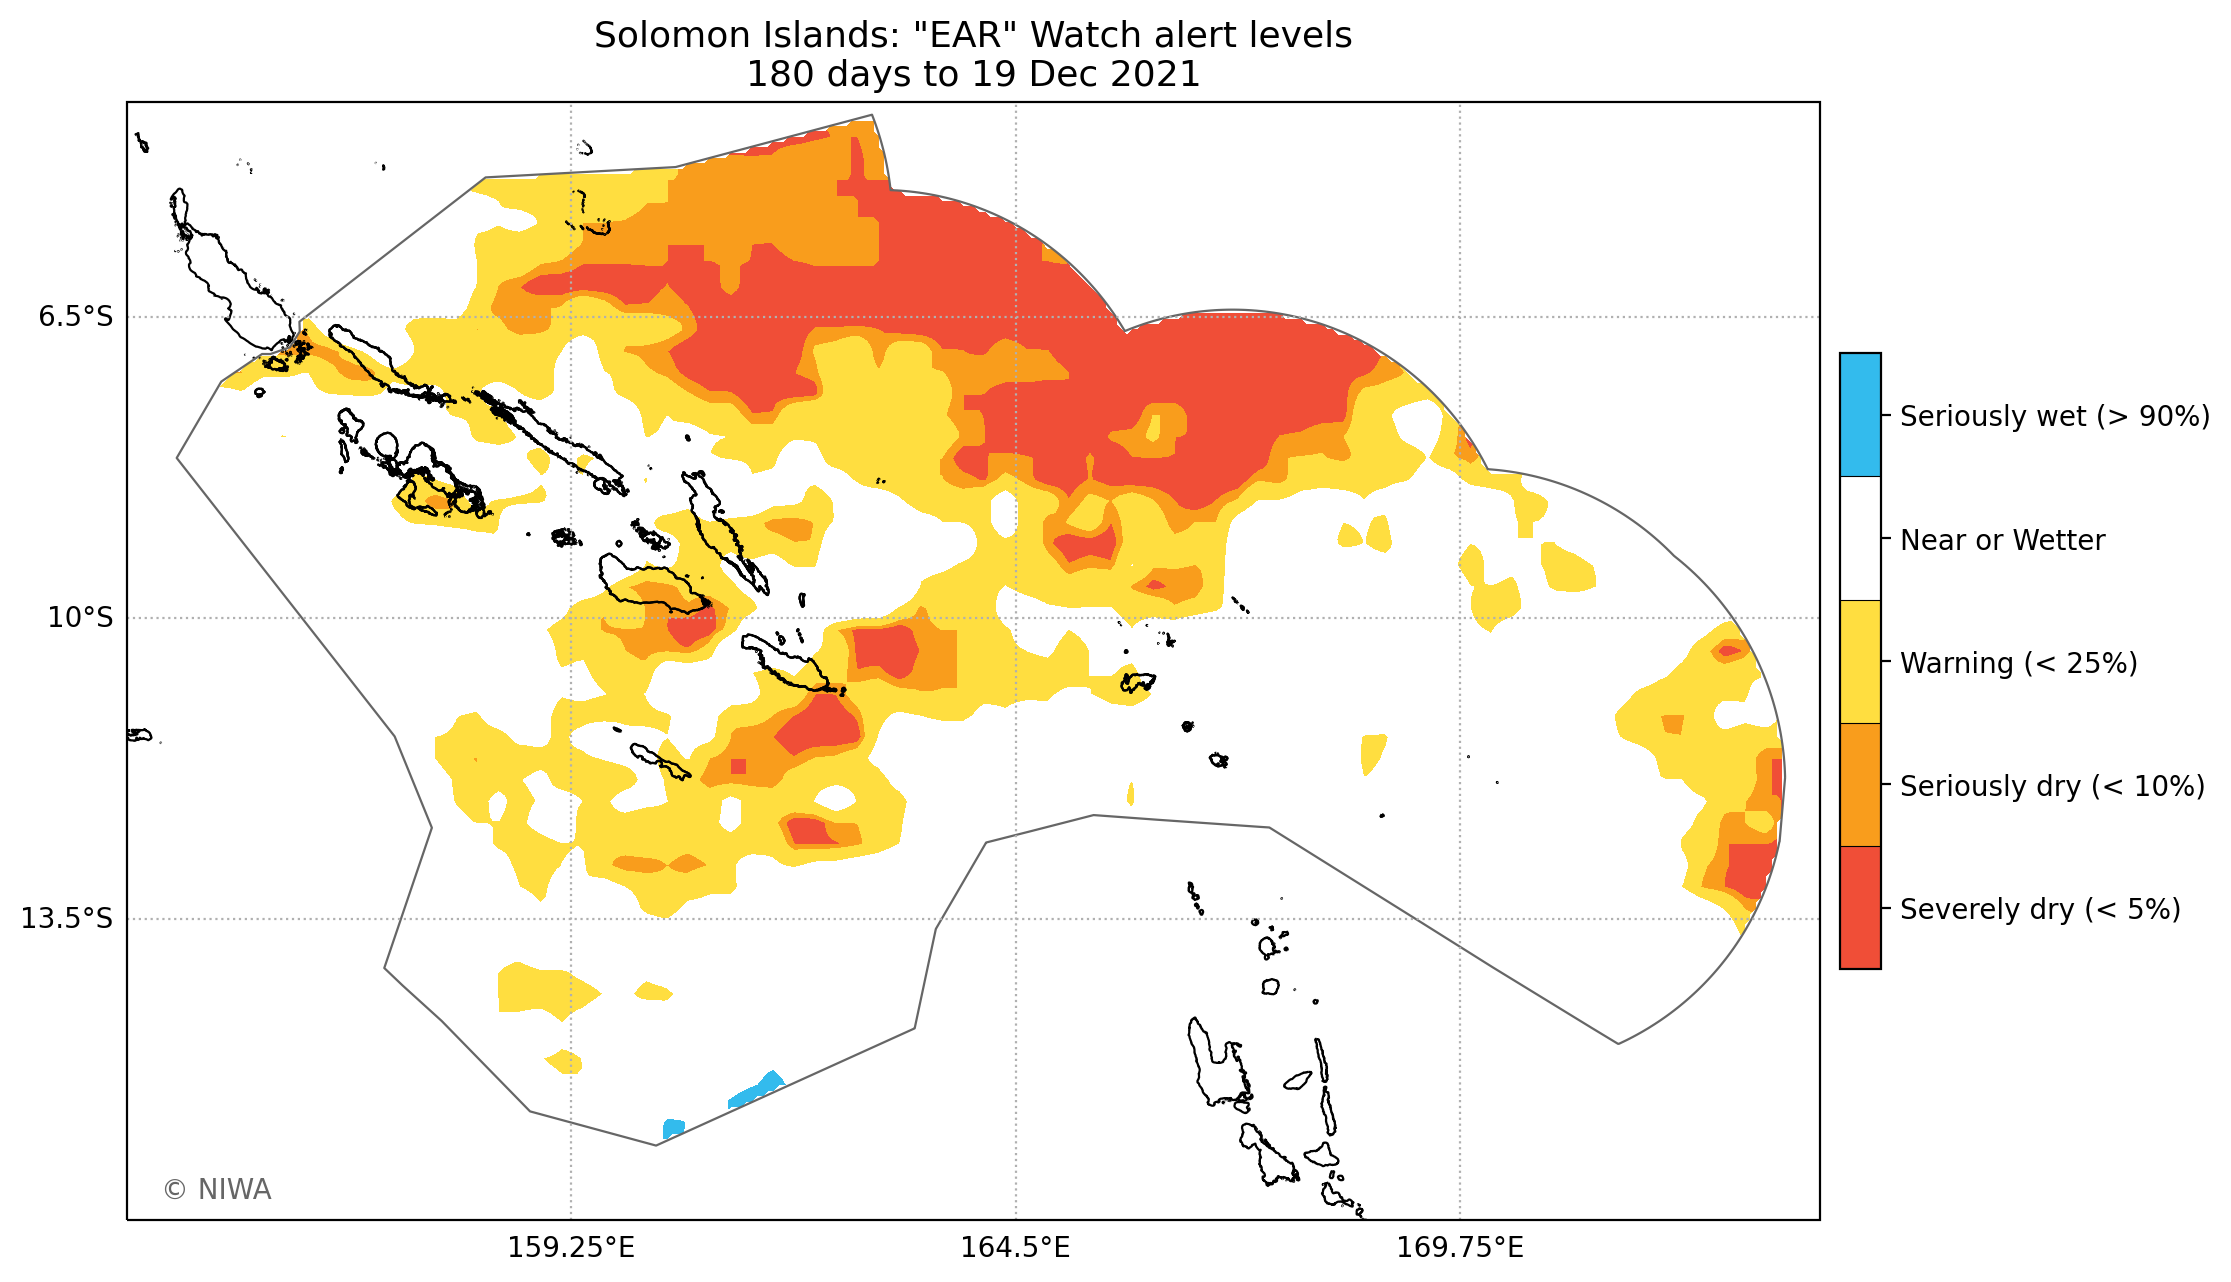 Solomon Islands: "EAR" Watch alert levels
180 days to 19 Dec 2021
6.5°S
10°S
13.5°S
159.25°E
164.5°E
169.75°E
Seriously wet (> 90%)
Near or Wetter
Warning (< 25%)
Seriously dry (< 10%)
Severely dry (< 5%)
© NIWA